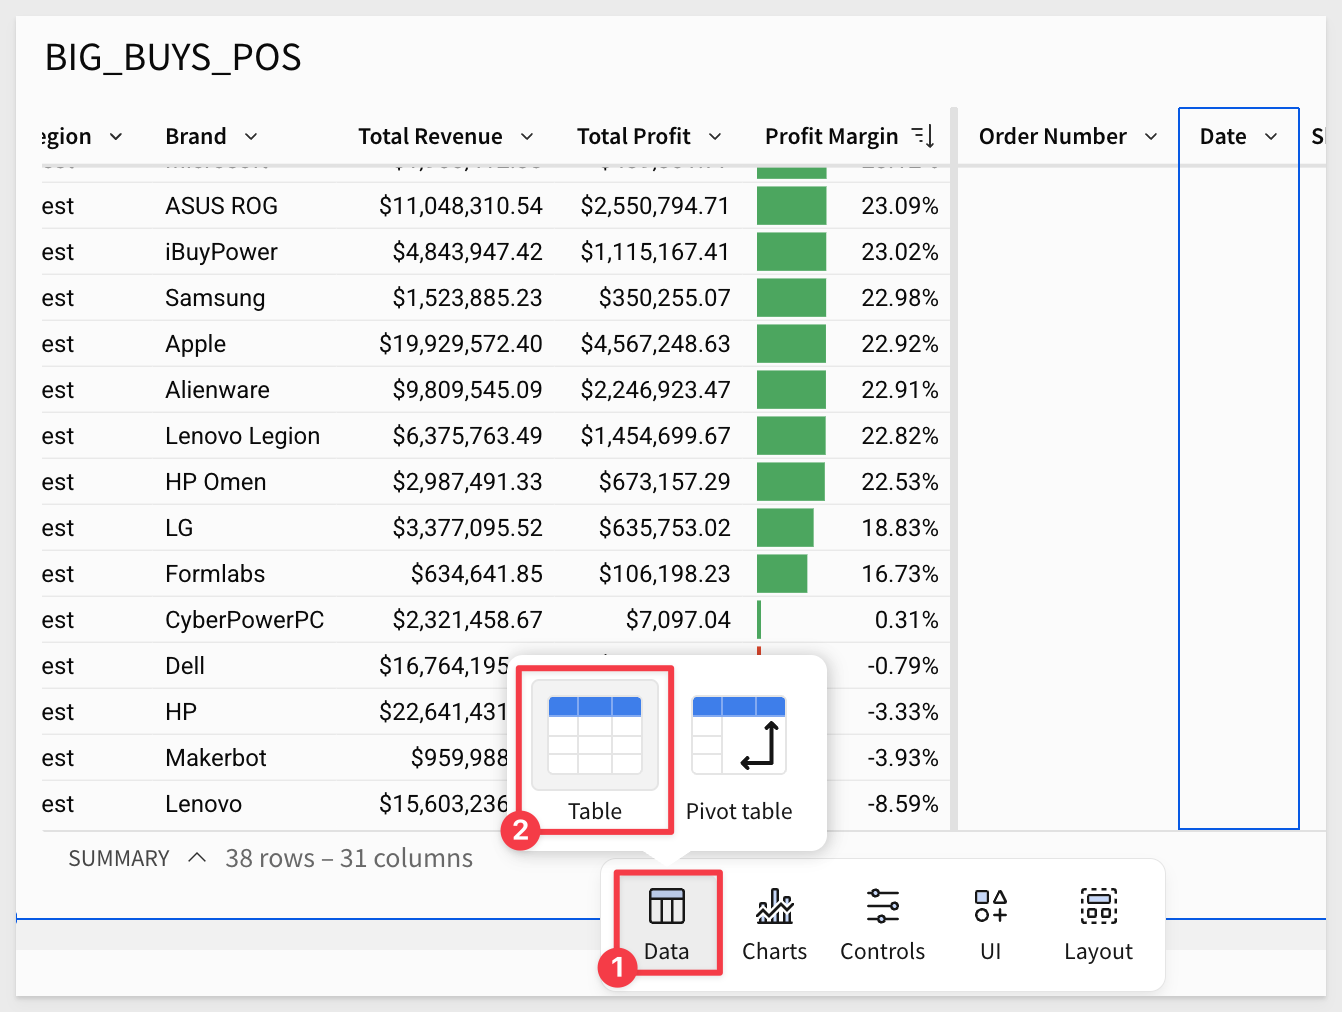 BIG_BUYS_POS
egion Brand Total Revenue Total Profit Profit Margin Order Number Date
est ASUS ROG $11,048,310.54 $2,550,794.71 23.09%
est iBuyPower $4,843,947.42 $1,115,167.41 23.02%
est Samsung $1,523,885.23 $350,255.07 22.98%
est Apple $19,929,572.40 $4,567,248.63 22.92%
est Alienware $9,809,545.09 $2,246,923.47 22.91%
est Lenovo Legion $6,375,763.49 $1,454,699.67 22.82%
est HP Omen $2,987,491.33 $673,157.29 22.53%
est LG $3,377,095.52 $635,753.02 18.83%
est Formlabs $634,641.85 $106,198.23 16.73%
est CyberPowerPC $2,321,458.67 $7,097.04 0.31%
est Dell $16,764,195 -0.79%
est HP $22,641,431 -3.33%
est Makerbot $959,988 -3.93%
est Lenovo $15,603,236 -8.59%
Table Pivot table
2
SUMMARY 38 rows – 31 columns
Data Charts Controls UI Layout
1